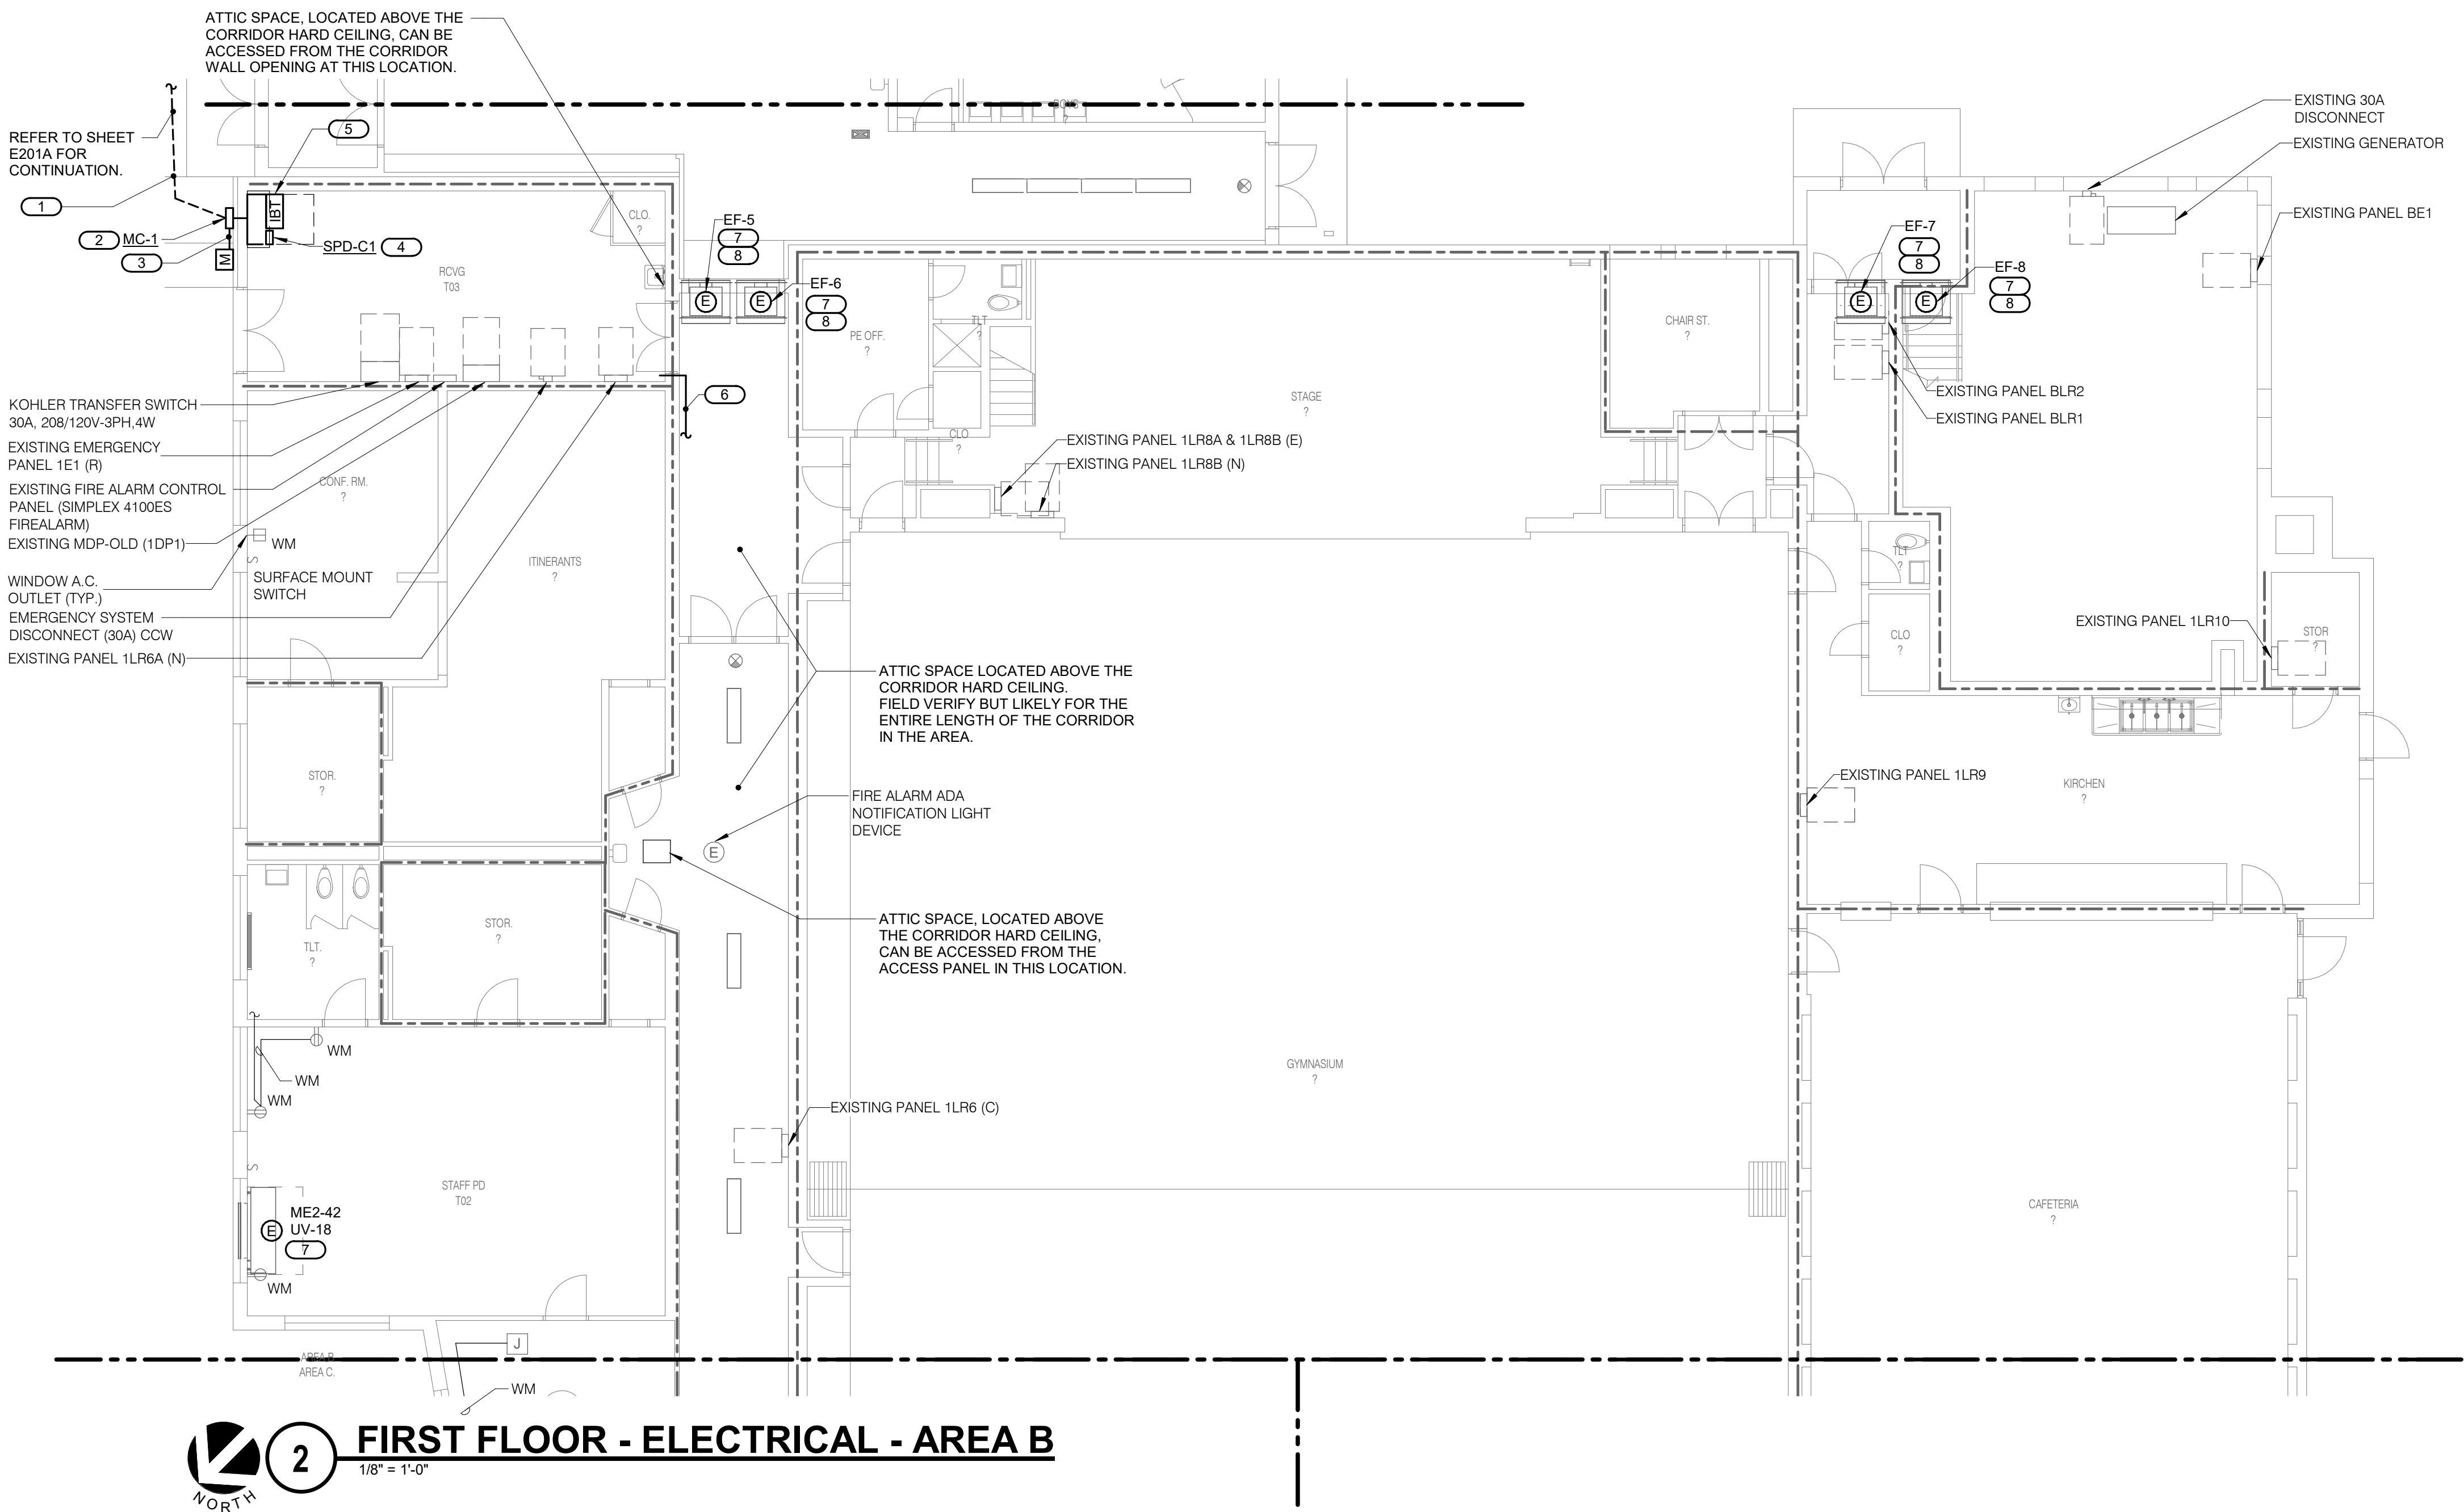 ATTIC SPACE, LOCATED ABOVE THE
CORRIDOR HARD CEILING, CAN BE
ACCESSED FROM THE CORRIDOR
WALL OPENING AT THIS LOCATION.
REFER TO SHEET
E201A FOR
CONTINUATION.
1
2 MC-1
3
M
IBT
5
SPD-C1 4
RCVG
T03
CLO.
?
BOYS
?
EF-5
7
8
E
E
EF-6
7
8
6
PE OFF.
?
TLT
?
CLO
?
STAGE
?
CHAIR ST.
?
EF-7
7
8
E
E
EF-8
7
8
EXISTING 30A
DISCONNECT
EXISTING GENERATOR
EXISTING PANEL BE1
EXISTING PANEL BLR2
EXISTING PANEL BLR1
KOHLER TRANSFER SWITCH
30A, 208/120V-3PH,4W
EXISTING EMERGENCY
PANEL 1E1 (R)
EXISTING FIRE ALARM CONTROL
PANEL (SIMPLEX 4100ES
FIREALARM)
EXISTING MDP-OLD (1DP1)
WINDOW A.C.
OUTLET (TYP.)
EMERGENCY SYSTEM
DISCONNECT (30A) CCW
EXISTING PANEL 1LR6A (N)
CONF. RM.
?
WM
S
SURFACE MOUNT
SWITCH
ITINERANTS
?
EXISTING PANEL 1LR8A & 1LR8B (E)
EXISTING PANEL 1LR8B (N)
TLT
?
CLO
?
EXISTING PANEL 1LR10
STOR
?
ATTIC SPACE LOCATED ABOVE THE
CORRIDOR HARD CEILING.
FIELD VERIFY BUT LIKELY FOR THE
ENTIRE LENGTH OF THE CORRIDOR
IN THE AREA.
FIRE ALARM ADA
NOTIFICATION LIGHT
DEVICE
E
STOR.
?
EXISTING PANEL 1LR9
KIRCHEN
?
ATTIC SPACE, LOCATED ABOVE
THE CORRIDOR HARD CEILING,
CAN BE ACCESSED FROM THE
ACCESS PANEL IN THIS LOCATION.
STOR.
?
TLT.
?
WM
WM
WM
GYMNASIUM
?
EXISTING PANEL 1LR6 (C)
S
STAFF PD
T02
ME2-42
UV-18
7
E
WM
CAFETERIA
?
J
AREA B
AREA C.
WM
2
FIRST FLOOR - ELECTRICAL - AREA B
1/8" = 1'-0"
NORTH